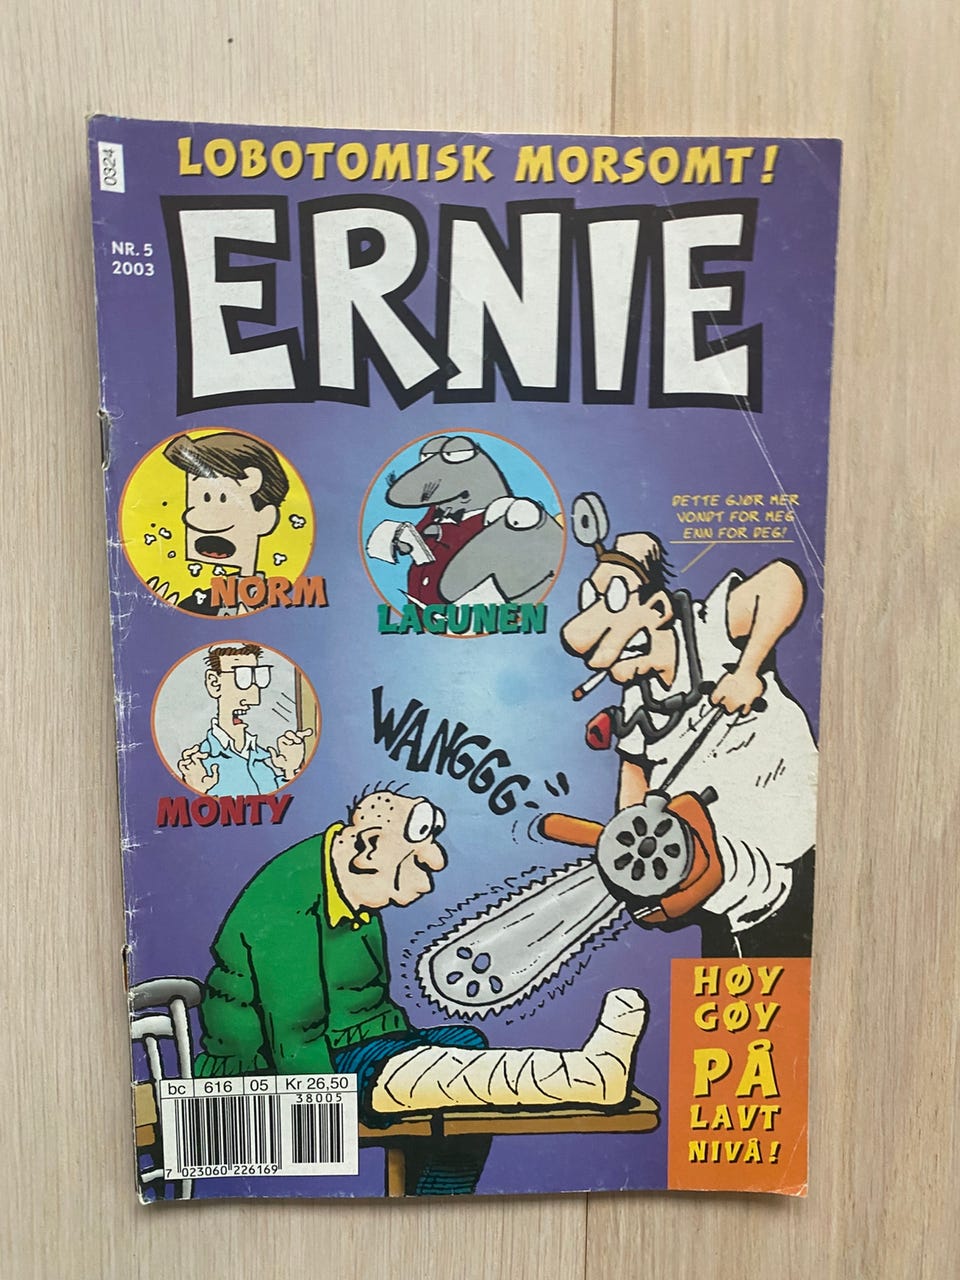 LOBOTOMISK MORSOMT!
0324
ERNIE
NR. 5
2003
DETTE GJØR MER
VONDT FOR MEG
ENN FOR DEG!
NORM
LAGUNEN
MONTY
WANGGG-
HØY
GØY
PÅ
LAVT
NIVÅ!
bc 616 05 Kr 26,50
38005
7 023060 226169